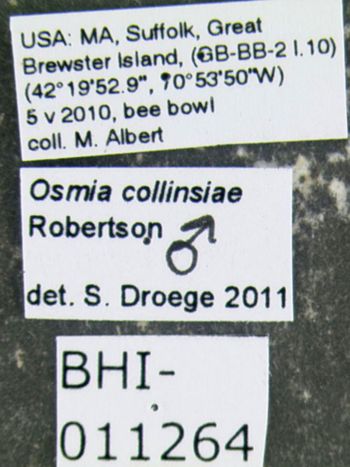 USA: MA, Suffolk, Great
Brewster Island, (GB-BB-2 I.10)
(42°19'52.9", 70°53'50"W)
5 v 2010, bee bowl
coll. M. Albert
Osmia collinsiae
Robertson ♂
det. S. Droege 2011
BHI-
011264